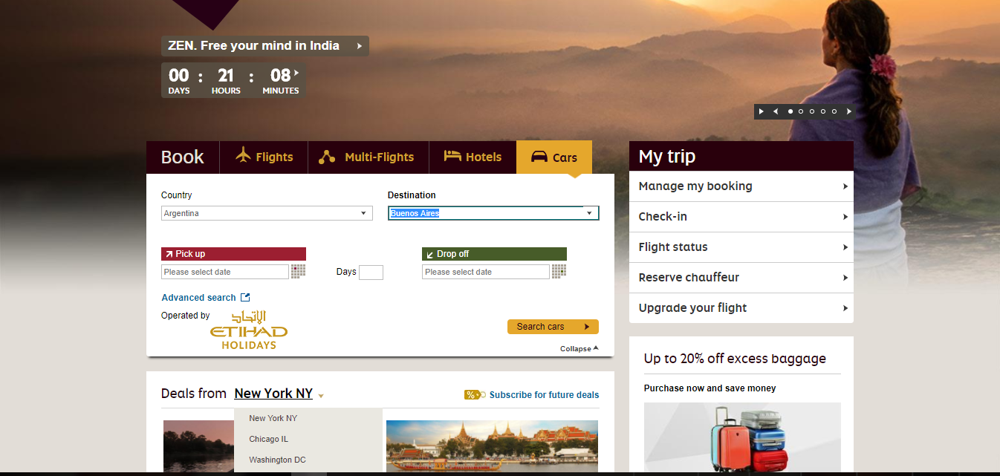 ZEN. Free your mind in India
00 : 21 : 08
DAYS HOURS MINUTES
Book
Flights
Multi-Flights
Hotels
Cars
Country
Destination
Argentina
Buenos Aires
Pick up
Drop off
Please select date
Days
Please select date
Advanced search
Operated by
الإتحاد
ETIHAD
HOLIDAYS
Search cars
Collapse
Deals from New York NY
% Subscribe for future deals
New York NY
Chicago IL
Washington DC
My trip
Manage my booking
Check-in
Flight status
Reserve chauffeur
Upgrade your flight
Up to 20% off excess baggage
Purchase now and save money